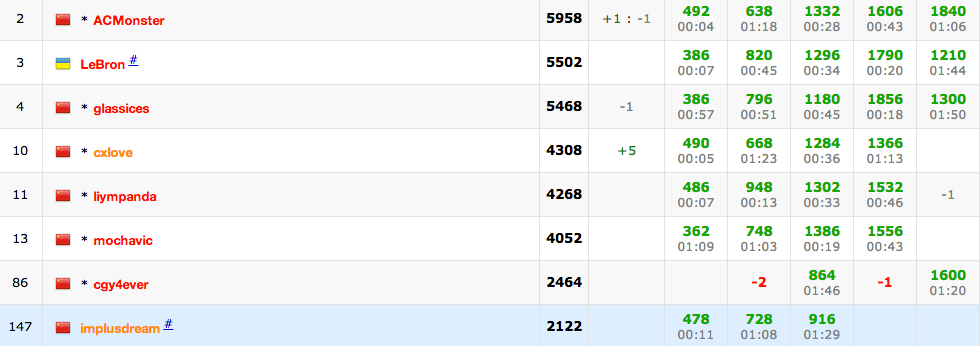 2 * ACMonster 5958 +1 : -1 492 638 1332 1606 1840
00:04 01:18 00:28 00:43 01:06
3 LeBron # 5502 386 820 1296 1790 1210
00:07 00:45 00:34 00:20 01:44
4 * glassices 5468 -1 386 796 1180 1856 1300
00:57 00:51 00:45 00:18 01:50
10 * cxlove 4308 +5 490 668 1284 1366
00:05 01:23 00:36 01:13
11 * liympanda 4268 486 948 1302 1532 -1
00:07 00:13 00:33 00:46
13 * mochavic 4052 362 748 1386 1556
01:09 01:03 00:19 00:43
86 * cgy4ever 2464 -2 864 -1 1600
01:46 01:20
147 implusdream # 2122 478 728 916
00:11 01:08 01:29